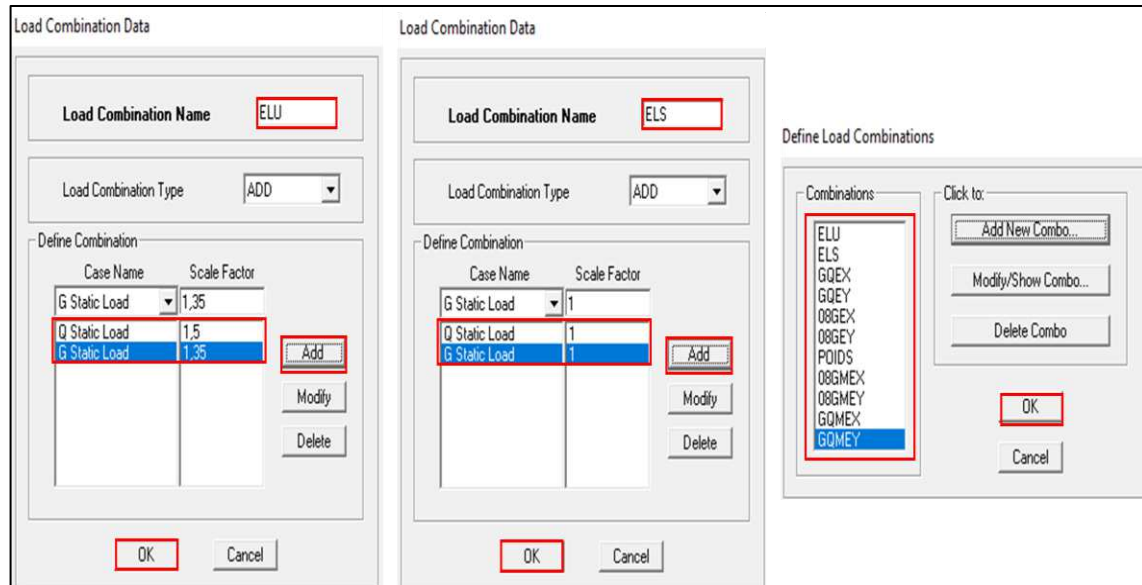 Load Combination Data
Load Combination Name ELU
Load Combination Type ADD
Define Combination
Case Name Scale Factor
G Static Load 1,35
Q Static Load 1,5
G Static Load 1,35
Add
Modify
Delete
OK Cancel
Load Combination Data
Load Combination Name ELS
Load Combination Type ADD
Define Combination
Case Name Scale Factor
G Static Load 1
Q Static Load 1
G Static Load 1
Add
Modify
Delete
OK Cancel
Define Load Combinations
Combinations
ELU
ELS
GQEX
GQEY
08GEX
08GEY
POIDS
08GMEX
08GMEY
GQMEX
GQMEY
Click to:
Add New Combo...
Modify/Show Combo...
Delete Combo
OK
Cancel